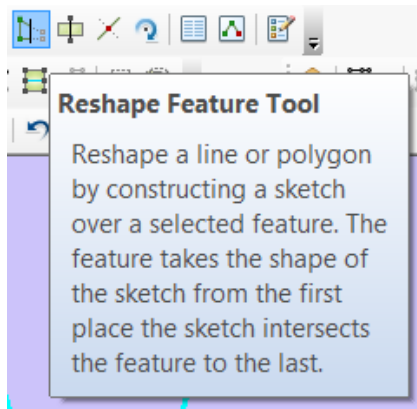 Reshape Feature Tool
Reshape a line or polygon
by constructing a sketch
over a selected feature. The
feature takes the shape of
the sketch from the first
place the sketch intersects
the feature to the last.